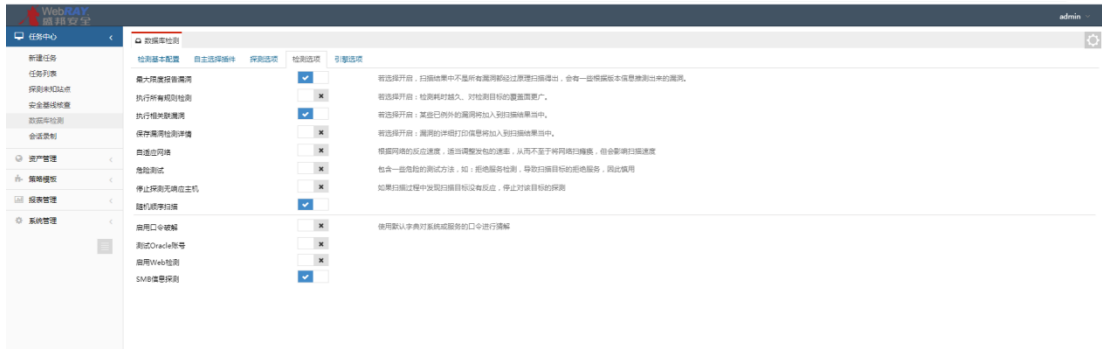 WebRAY
盛邦安全
admin
任务中心
数据库检测
新建任务
任务列表
探测未知站点
安全基线核查
数据库检测
会话录制
资产管理
策略模板
报表管理
系统管理
检测基本配置 自主选择插件 探测选项 检测选项 引擎选项
最大限度报告漏洞 若选择开启，扫描结果中不是所有漏洞都经过原理扫描得出，会有一些根据版本信息推测出来的漏洞。
执行所有规则检测 若选择开启：检测耗时越久、对检测目标的覆盖面更广。
执行相关联漏洞 若选择开启：某些已例外的漏洞将加入到扫描结果当中。
保存漏洞检测详情 若选择开启：漏洞的详细打印信息将加入到扫描结果当中。
自适应网络 根据网络的反应速度，适当调整发包的速率，从而不至于将网络扫瘫痪，但会影响扫描速度
危险测试 包含一些危险的测试方法，如：拒绝服务检测，导致扫描目标的拒绝服务，因此慎用
停止探测无响应主机 如果扫描过程中发现扫描目标没有反应，停止对该目标的探测
随机顺序扫描
启用口令破解 使用默认字典对系统或服务的口令进行猜解
测试Oracle账号
启用Web检测
SMB信息探测